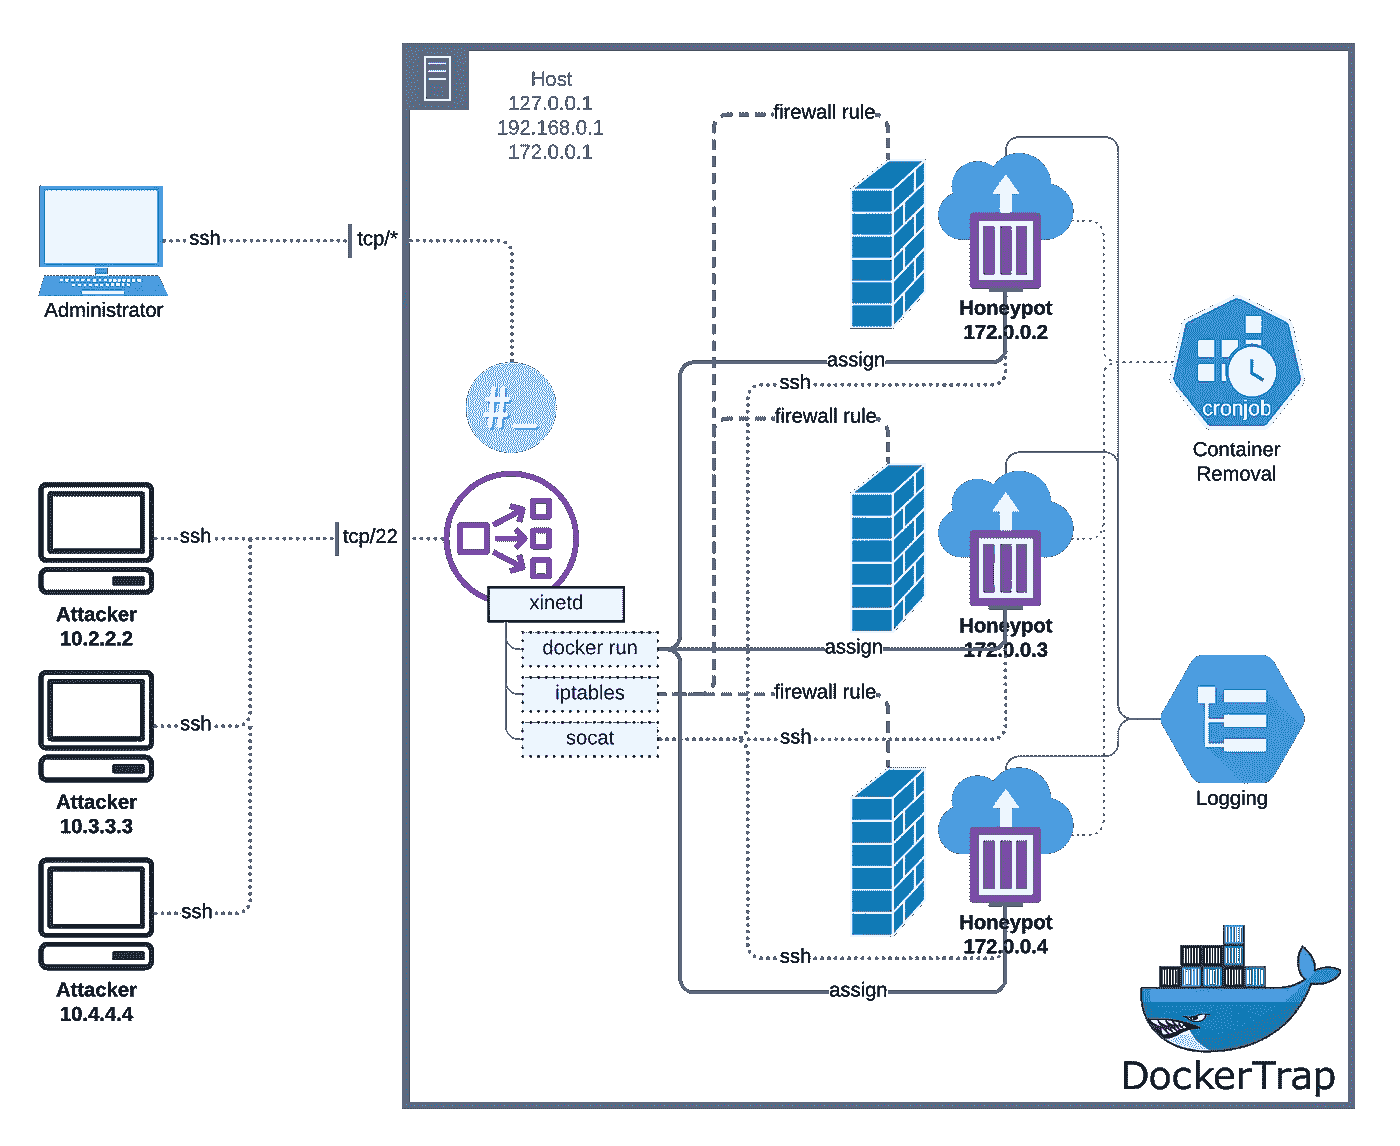 Host
127.0.0.1
192.168.0.1
172.0.0.1
firewall rule
ssh
tcp/*
Administrator
#_
Honeypot
172.0.0.2
assign
ssh
cronjob
Container
Removal
firewall rule
ssh
tcp/22
Attacker
10.2.2.2
xinetd
docker run
iptables
socat
Honeypot
172.0.0.3
assign
firewall rule
ssh
ssh
Attacker
10.3.3.3
Logging
ssh
Attacker
10.4.4.4
Honeypot
172.0.0.4
ssh
assign
DockerTrap